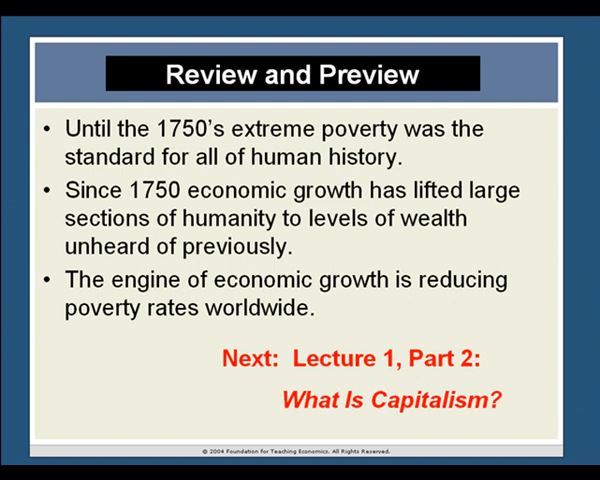 Review and Preview
• Until the 1750's extreme poverty was the
standard for all of human history.
• Since 1750 economic growth has lifted large
sections of humanity to levels of wealth
unheard of previously.
• The engine of economic growth is reducing
poverty rates worldwide.
Next: Lecture 1, Part 2:
What Is Capitalism?
© 2004 Foundation for Teaching Economics. All Rights Reserved.